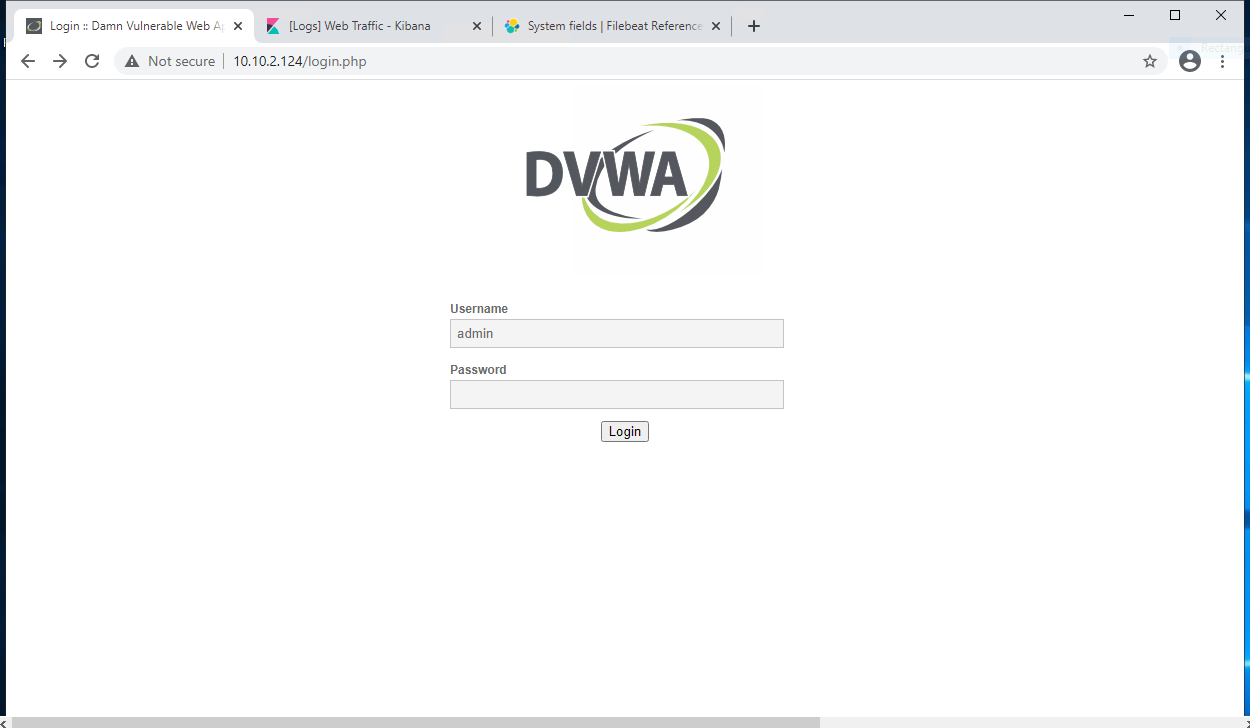 Login :: Damn Vulnerable Web Ap
[Logs] Web Traffic - Kibana
System fields | Filebeat Reference
Not secure
10.10.2.124/login.php
Rectang
DVWA
Username
admin
Password
Login